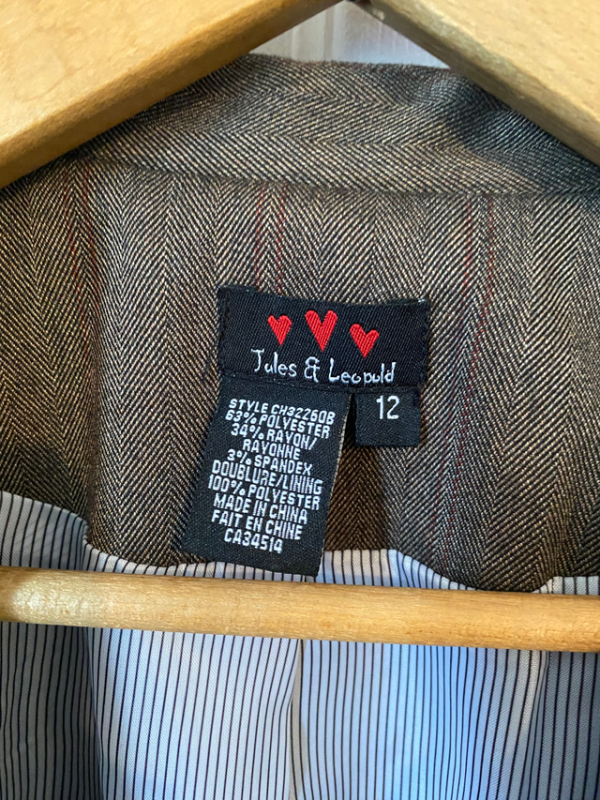 Jules & Leopold
12
STYLE CH32260B
63% POLYESTER
34% RAYON/
RAYONNE
3% SPANDEX
DOUBLURE/LINING
100% POLYESTER
MADE IN CHINA
FAIT EN CHINE
CA34514